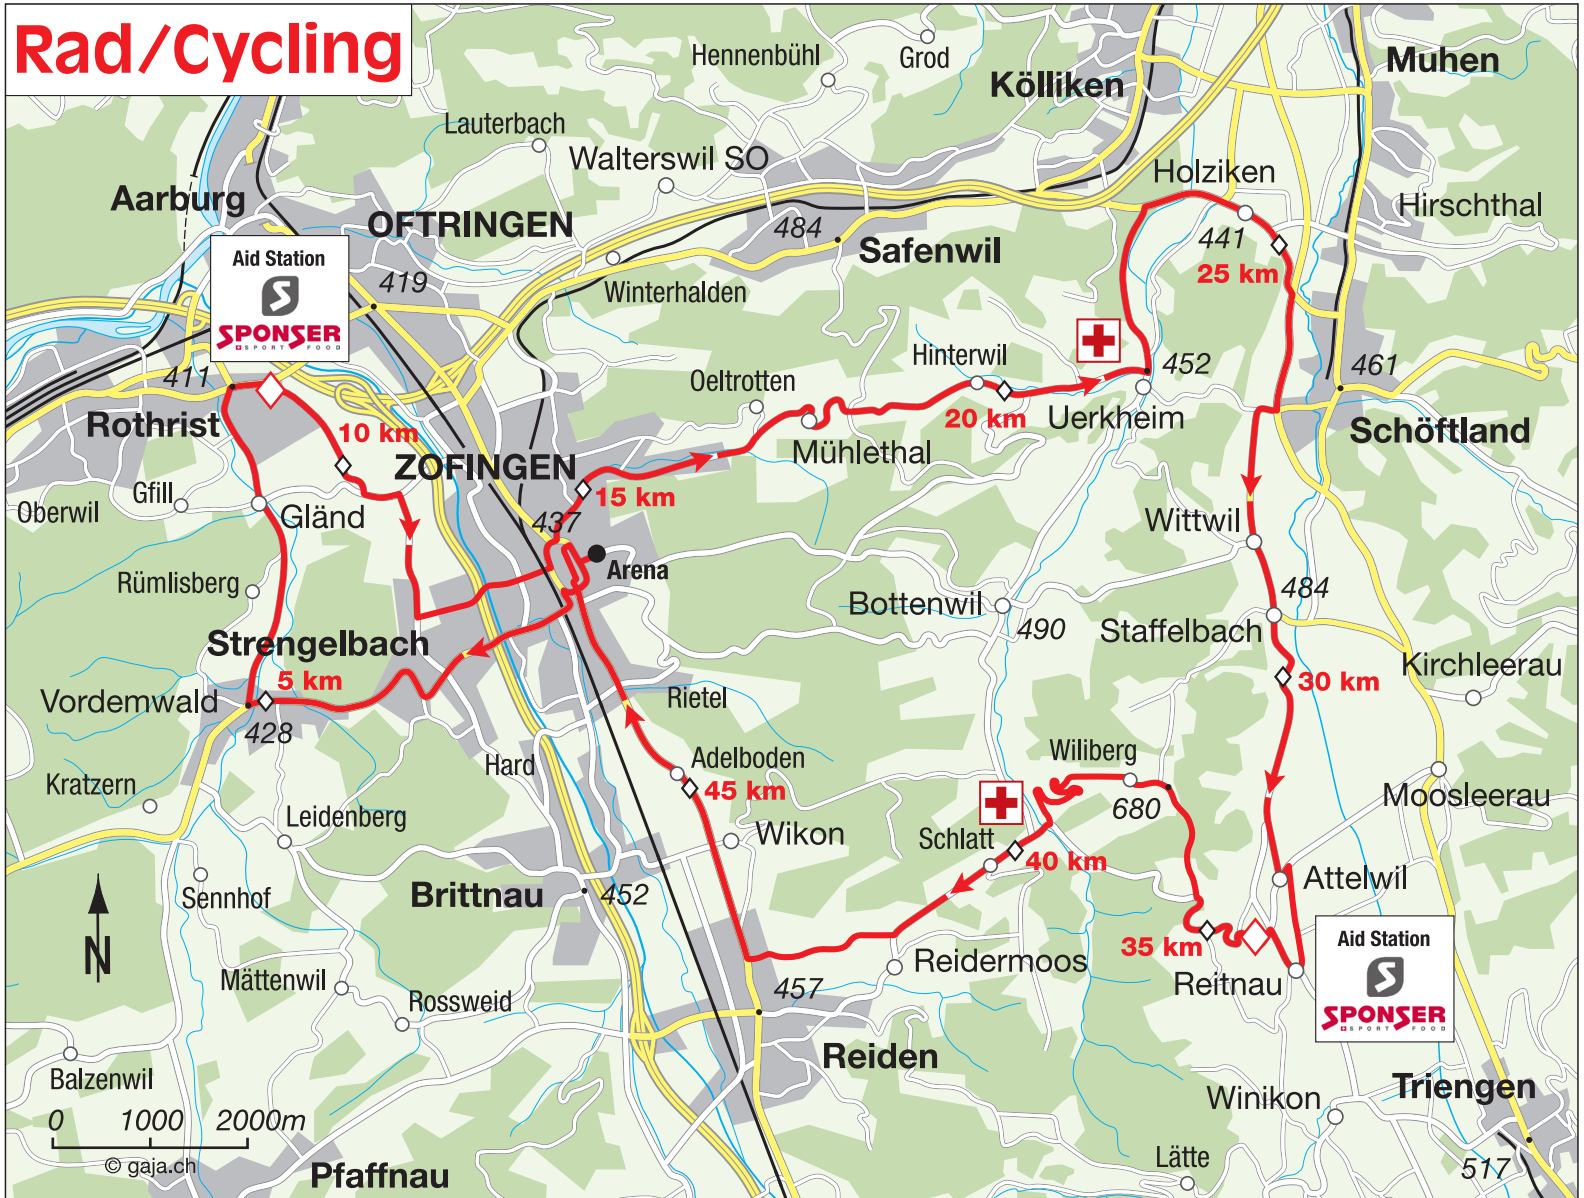 Rad/Cycling
Hennenbühl
Grod
Kölliken
Muhen
Lauterbach
Walterswil SO
Holziken
Aarburg
OFTRINGEN
484
Safenwil
441
Hirschthal
25 km
Aid Station
S
SPONSER
SPORT FOOD
419
Winterhalden
411
Rothrist
10 km
ZOFINGEN
Oeltrotten
Hinterwil
452
461
20 km
Uerkheim
Schöftland
Mühlethal
15 km
Gfill
Oberwil
Gländ
437
Arena
Wittwil
Rümlisberg
Bottenwil
490
484
Staffelbach
Strengelbach
5 km
Vordemwald
428
Rietel
30 km
Kirchleerau
Hard
Adelboden
45 km
Wiliberg
680
Kratzern
Leidenberg
Wikon
Schlatt
40 km
Moosleerau
Sennhof
Brittnau
452
Attelwil
N
35 km
Reitnau
Aid Station
S
SPONSER
SPORT FOOD
Reidermoos
Mättenwil
Rossweid
457
Reiden
Balzenwil
Winikon
Triengen
0 1000 2000m
© gaja.ch
Pfaffnau
Lätte
517